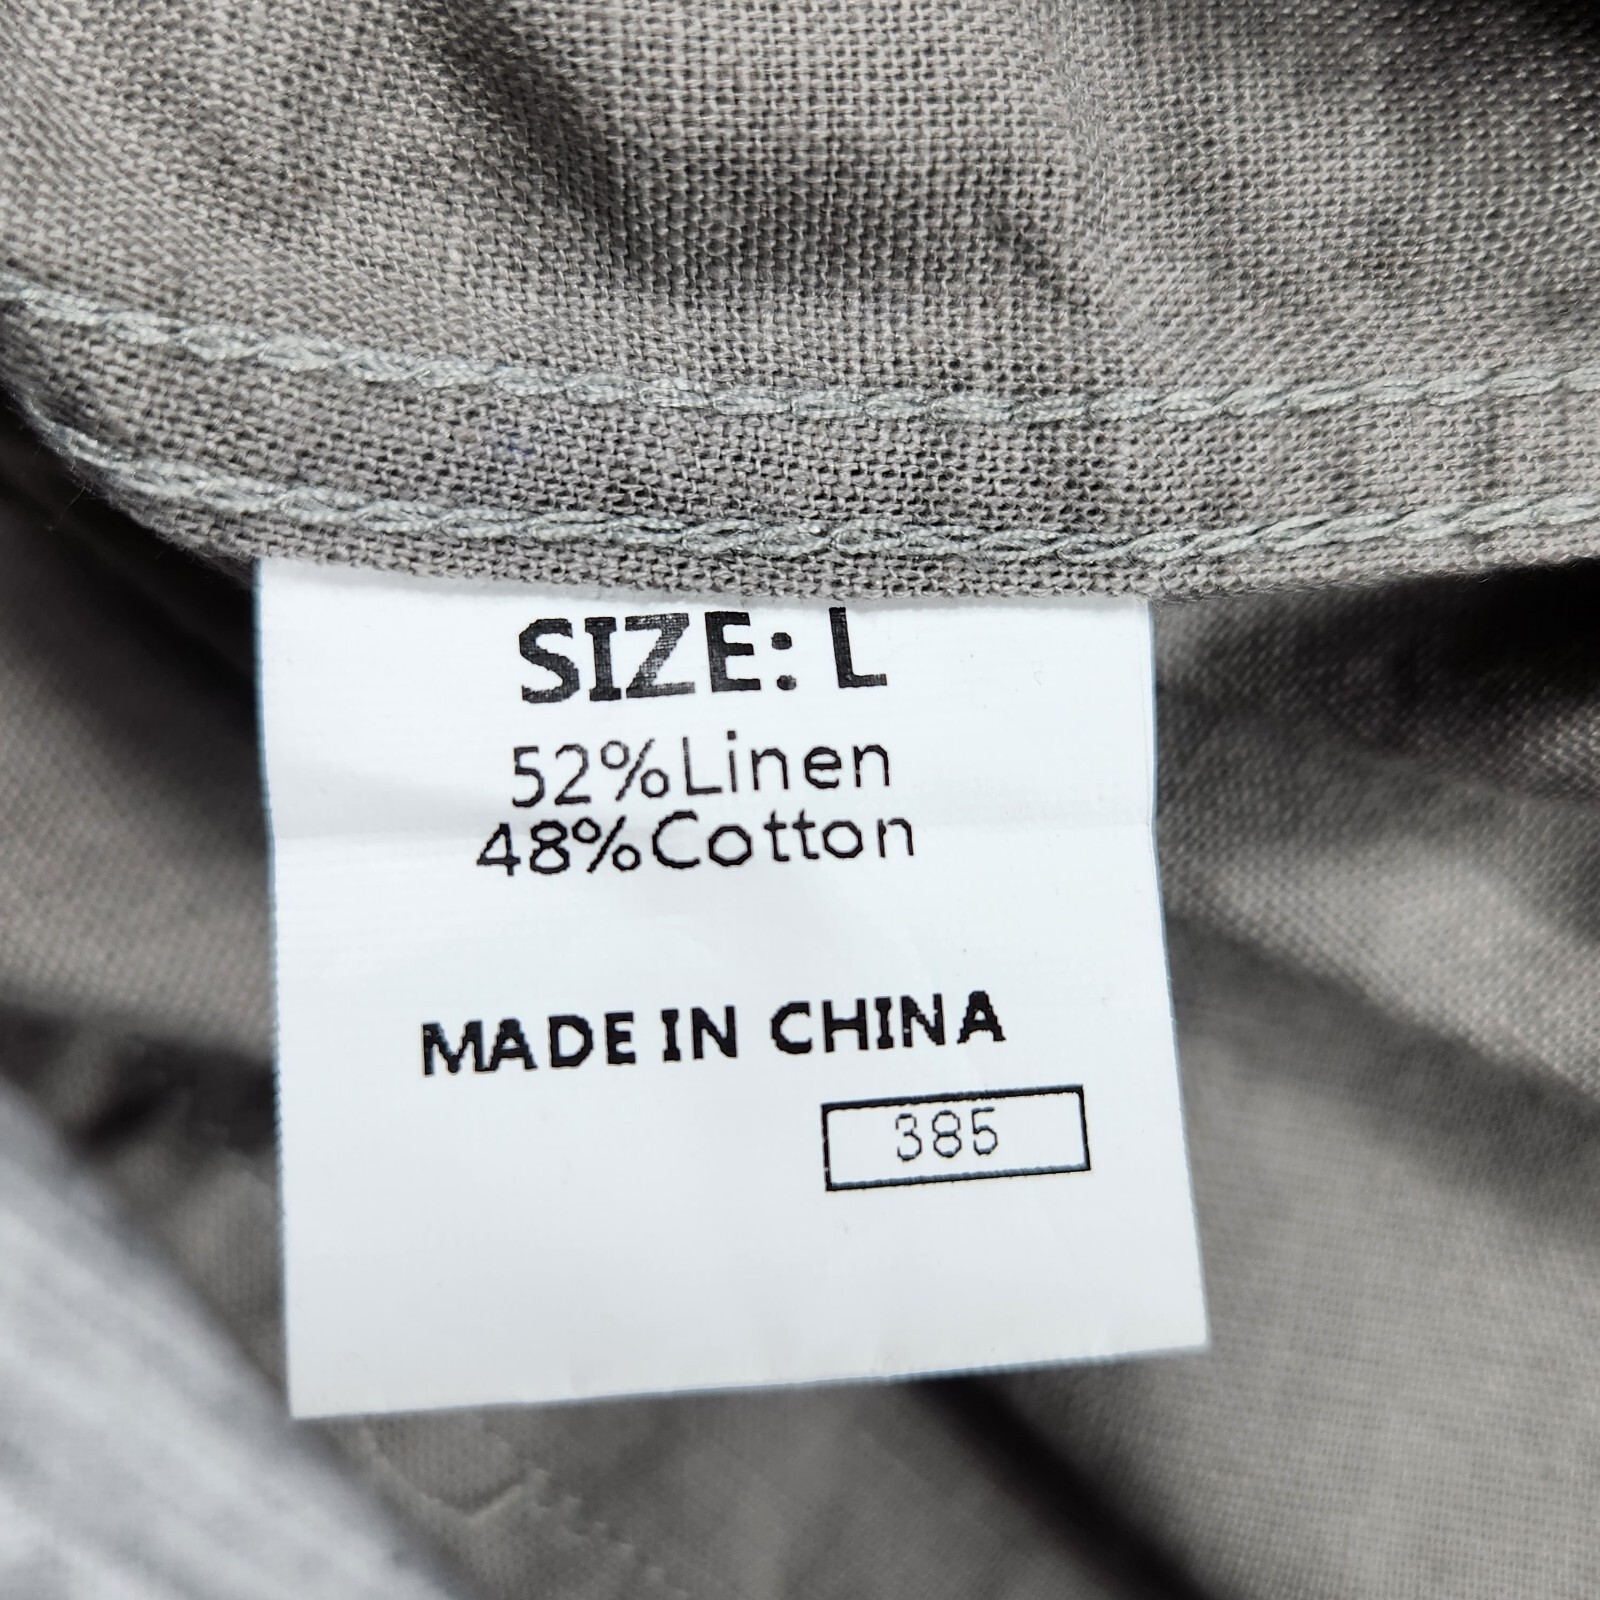 SIZE: L
52%Linen
48%Cotton
MADE IN CHINA
385